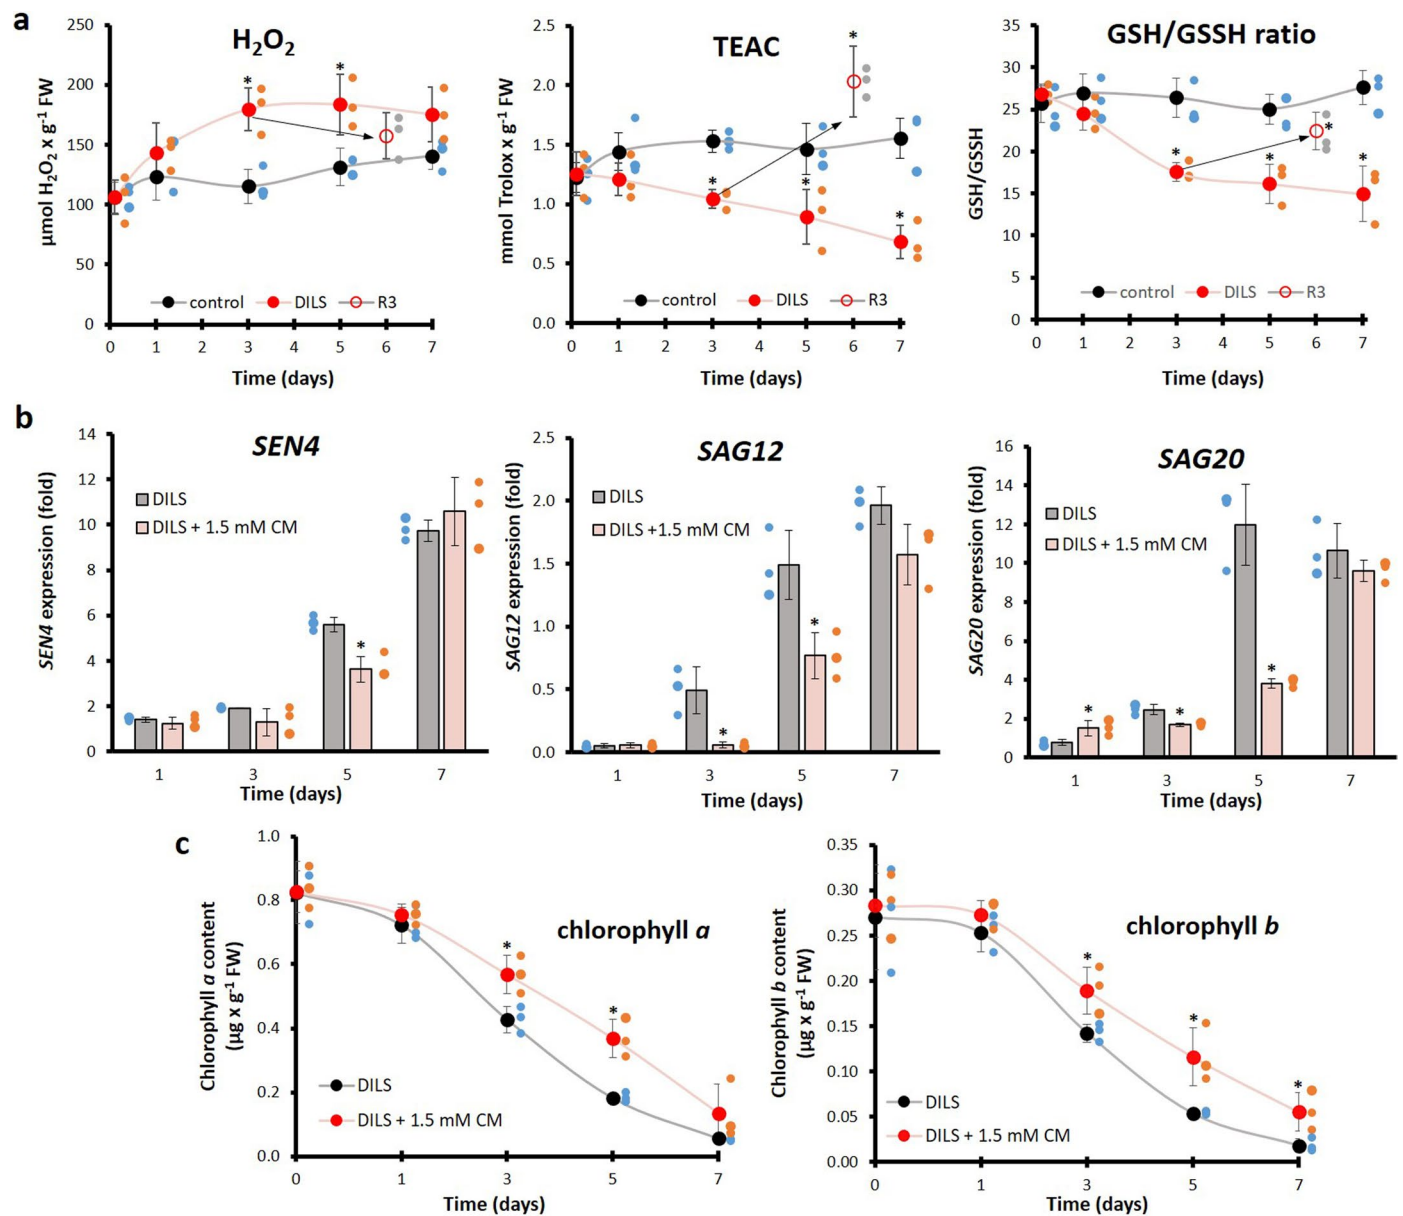 a
H2O2
µmol H2O2 x g-1 FW
250
200
150
100
50
0
*
*
control
DILS
R3
0 1 2 3 4 5 6 7
Time (days)
TEAC
mmol Trolox x g-1 FW
2.5
2.0
1.5
1.0
0.5
0.0
*
*
*
*
control
DILS
R3
0 1 2 3 4 5 6 7
Time (days)
GSH/GSSH ratio
GSH/GSSH
35
30
25
20
15
10
5
0
*
*
*
*
control
DILS
R3
0 1 2 3 4 5 6 7
Time (days)
b
SEN4
SEN4 expression (fold)
14
12
10
8
6
4
2
0
DILS
DILS + 1.5 mM CM
*
1 3 5 7
Time (days)
SAG12
SAG12 expression (fold)
2.5
2.0
1.5
1.0
0.5
0.0
DILS
DILS +1.5 mM CM
*
*
1 3 5 7
Time (days)
SAG20
SAG20 expression (fold)
16
14
12
10
8
6
4
2
0
DILS
DILS + 1.5 mM CM
*
*
*
1 3 5 7
Time (days)
c
chlorophyll a
Chlorophyll a content
(µg x g-1 FW)
1.0
0.8
0.6
0.4
0.2
0.0
*
*
DILS
DILS + 1.5 mM CM
0 1 3 5 7
Time (days)
chlorophyll b
Chlorophyll b content
(µg x g-1 FW)
0.35
0.30
0.25
0.20
0.15
0.10
0.05
0.00
*
*
*
DILS
DILS + 1.5 mM CM
0 1 3 5 7
Time (days)